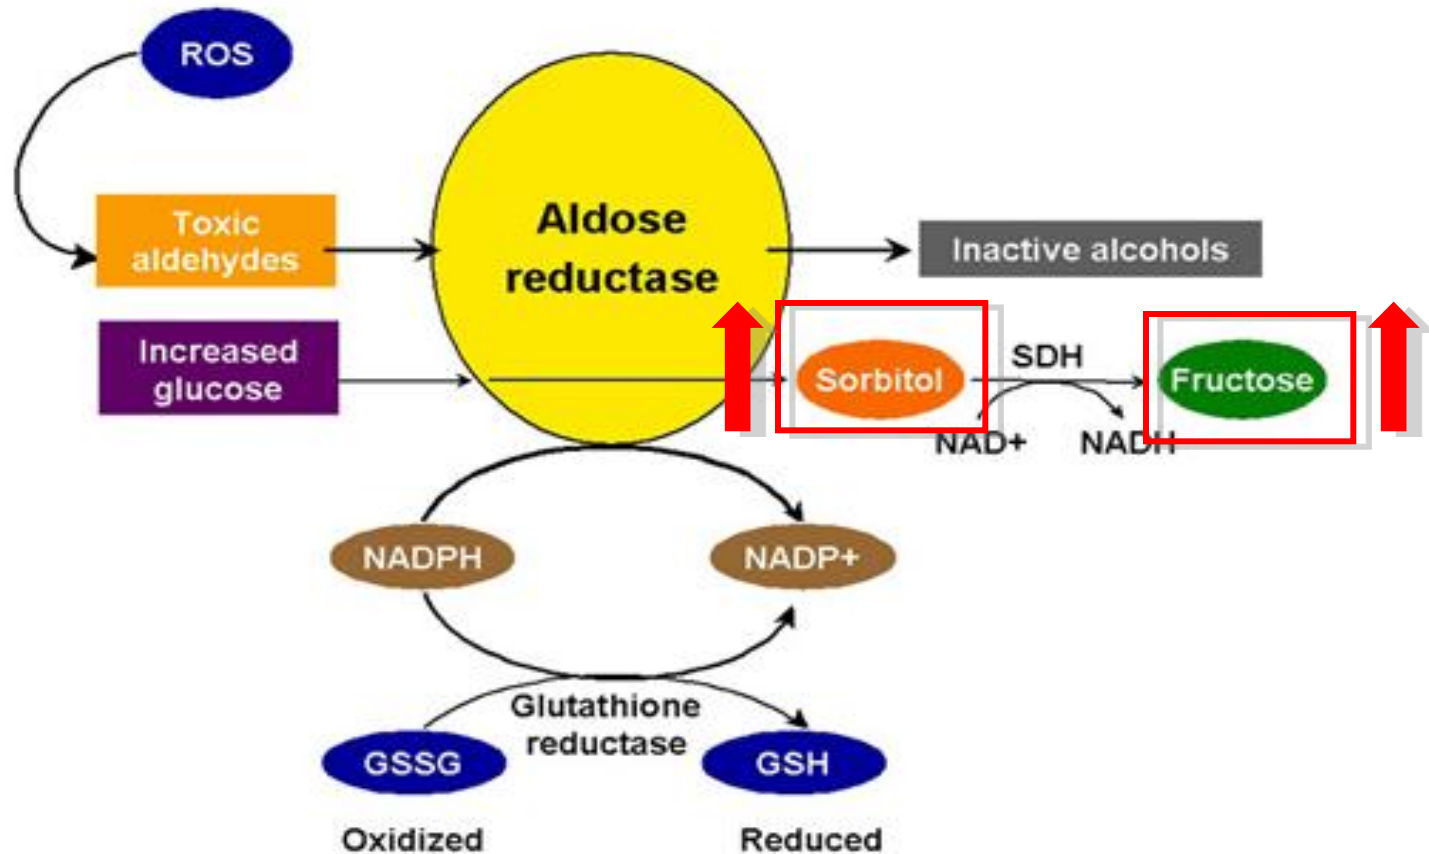 ROS
Toxic
aldehydes
Aldose
reductase
Inactive alcohols
Increased
glucose
Sorbitol
SDH
Fructose
NAD+
NADH
NADPH
NADP+
Glutathione
reductase
GSSG
GSH
Oxidized
Reduced